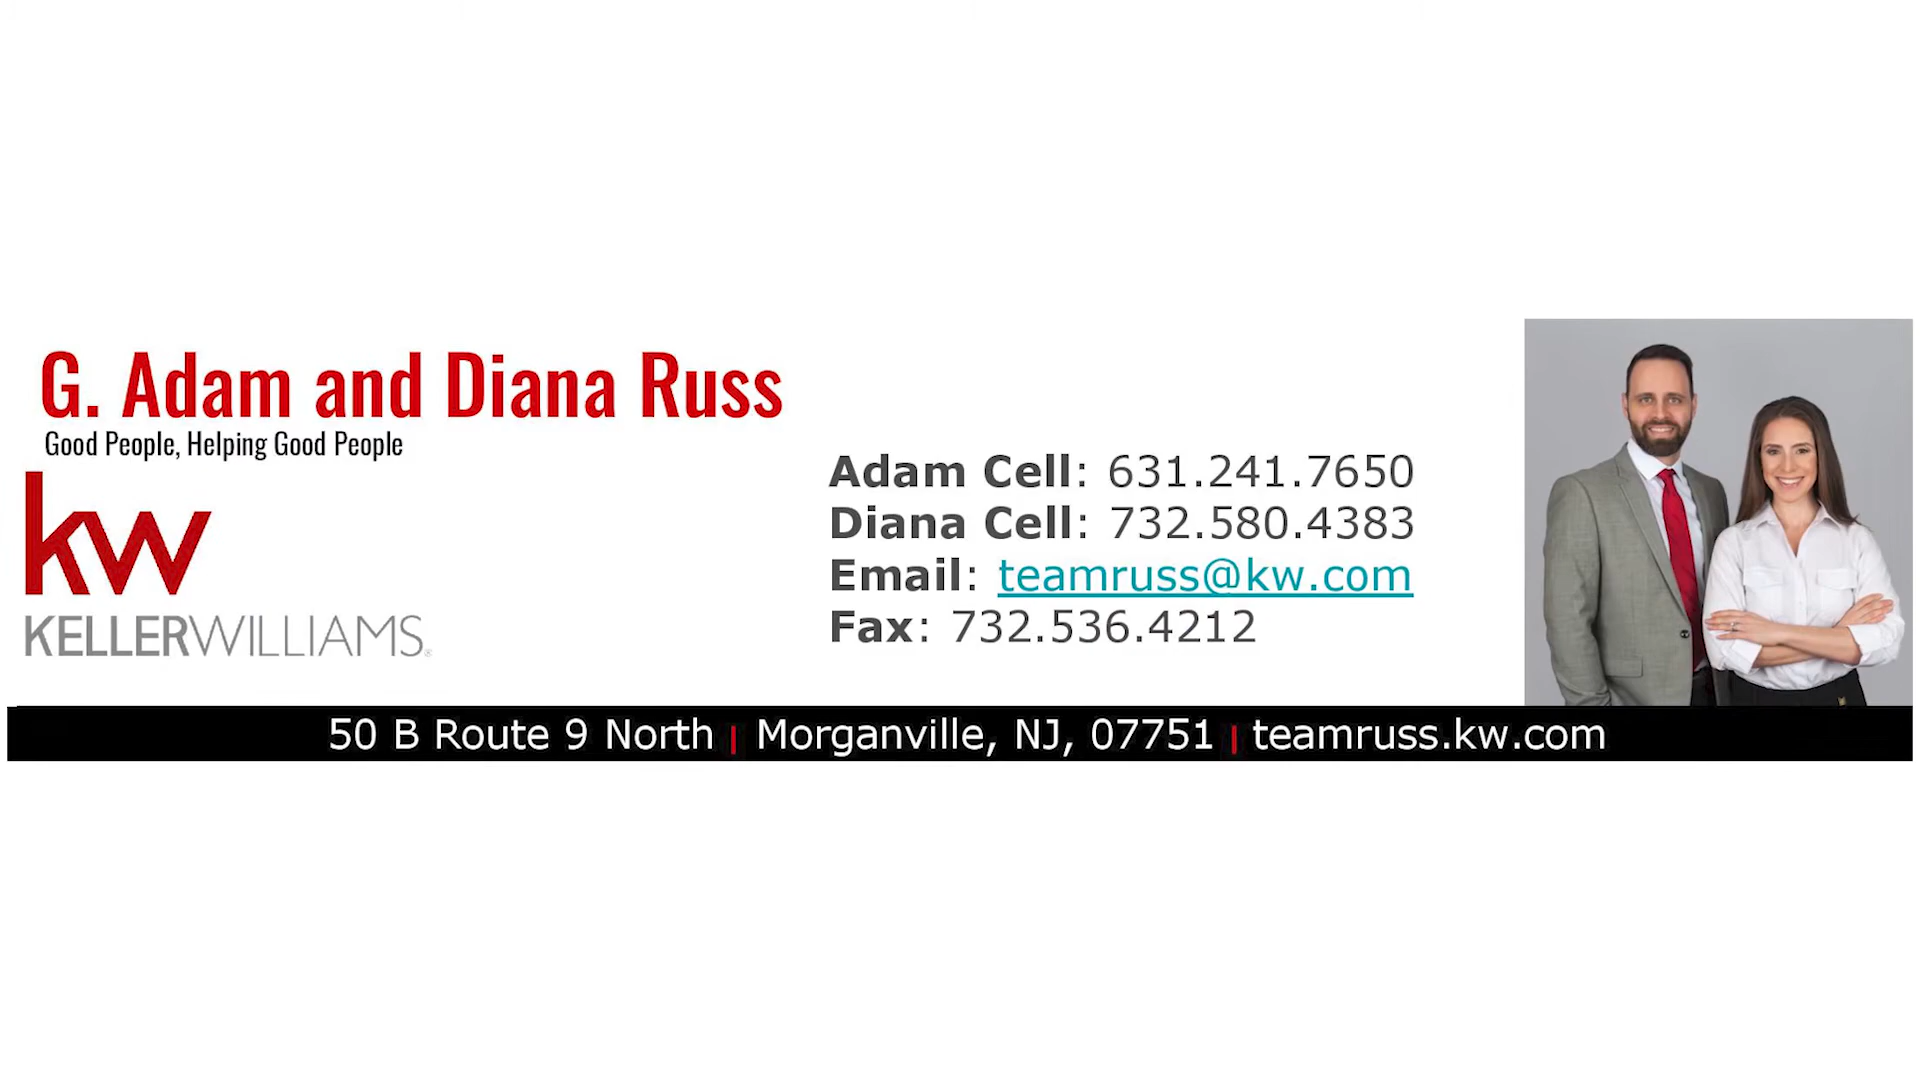 G. Adam and Diana Russ
Good People, Helping Good People
kw
KELLERWILLIAMS®
Adam Cell: 631.241.7650
Diana Cell: 732.580.4383
Email: teamruss@kw.com
Fax: 732.536.4212
50 B Route 9 North | Morganville, NJ, 07751 | teamruss.kw.com